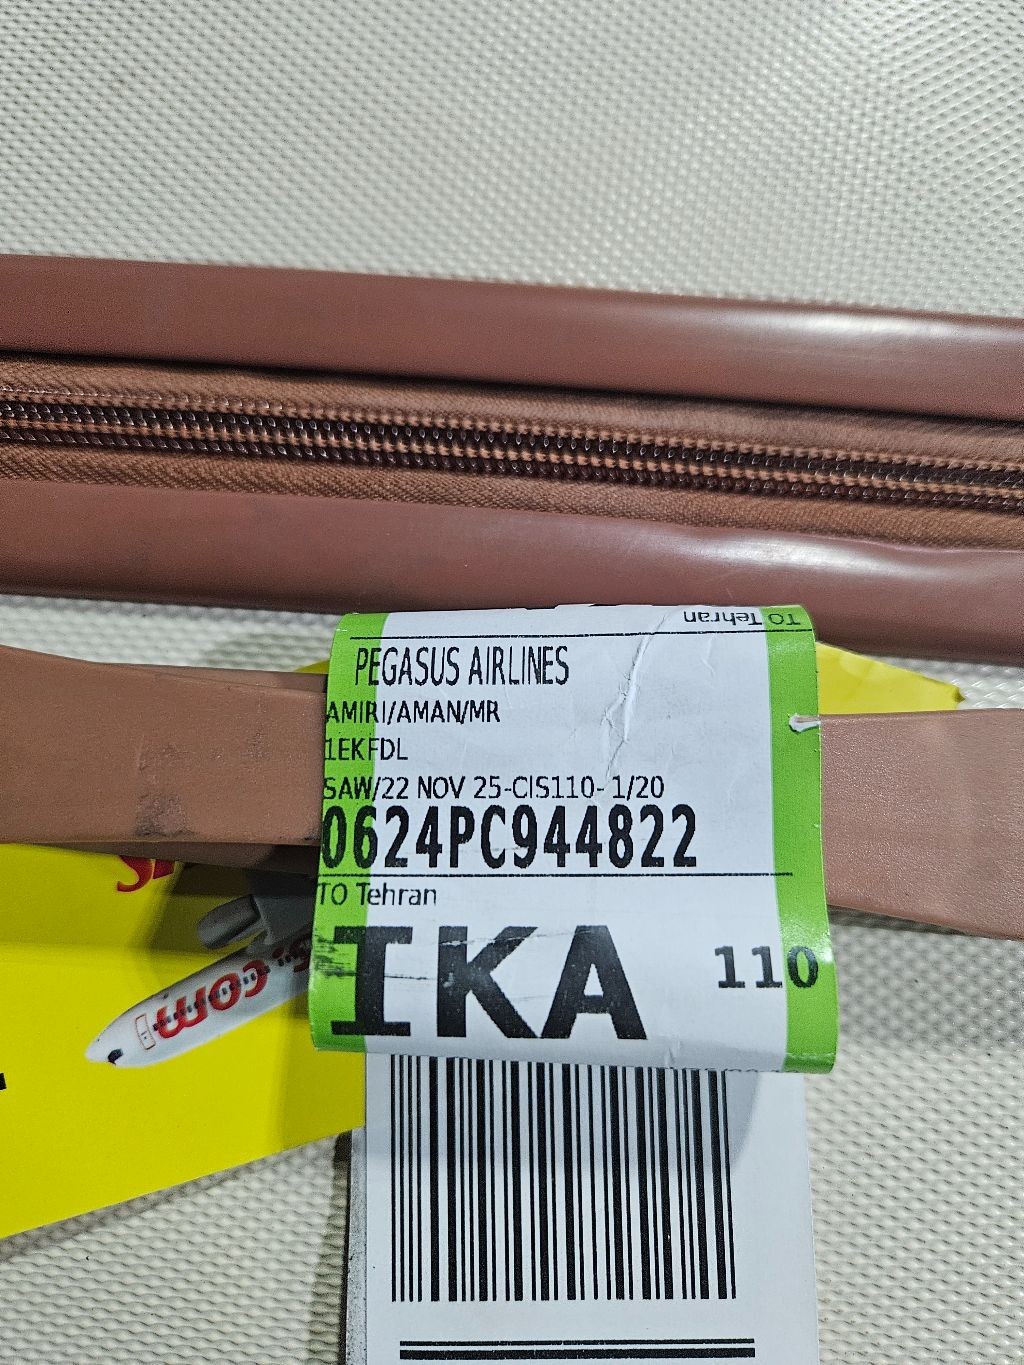 TO Tehran
PEGASUS AIRLINES
AMIRI/AMAN/MR
1EKFDL
SAW/22 NOV 25-CIS110- 1/20
0624PC944822
TO Tehran
IKA 110
.com